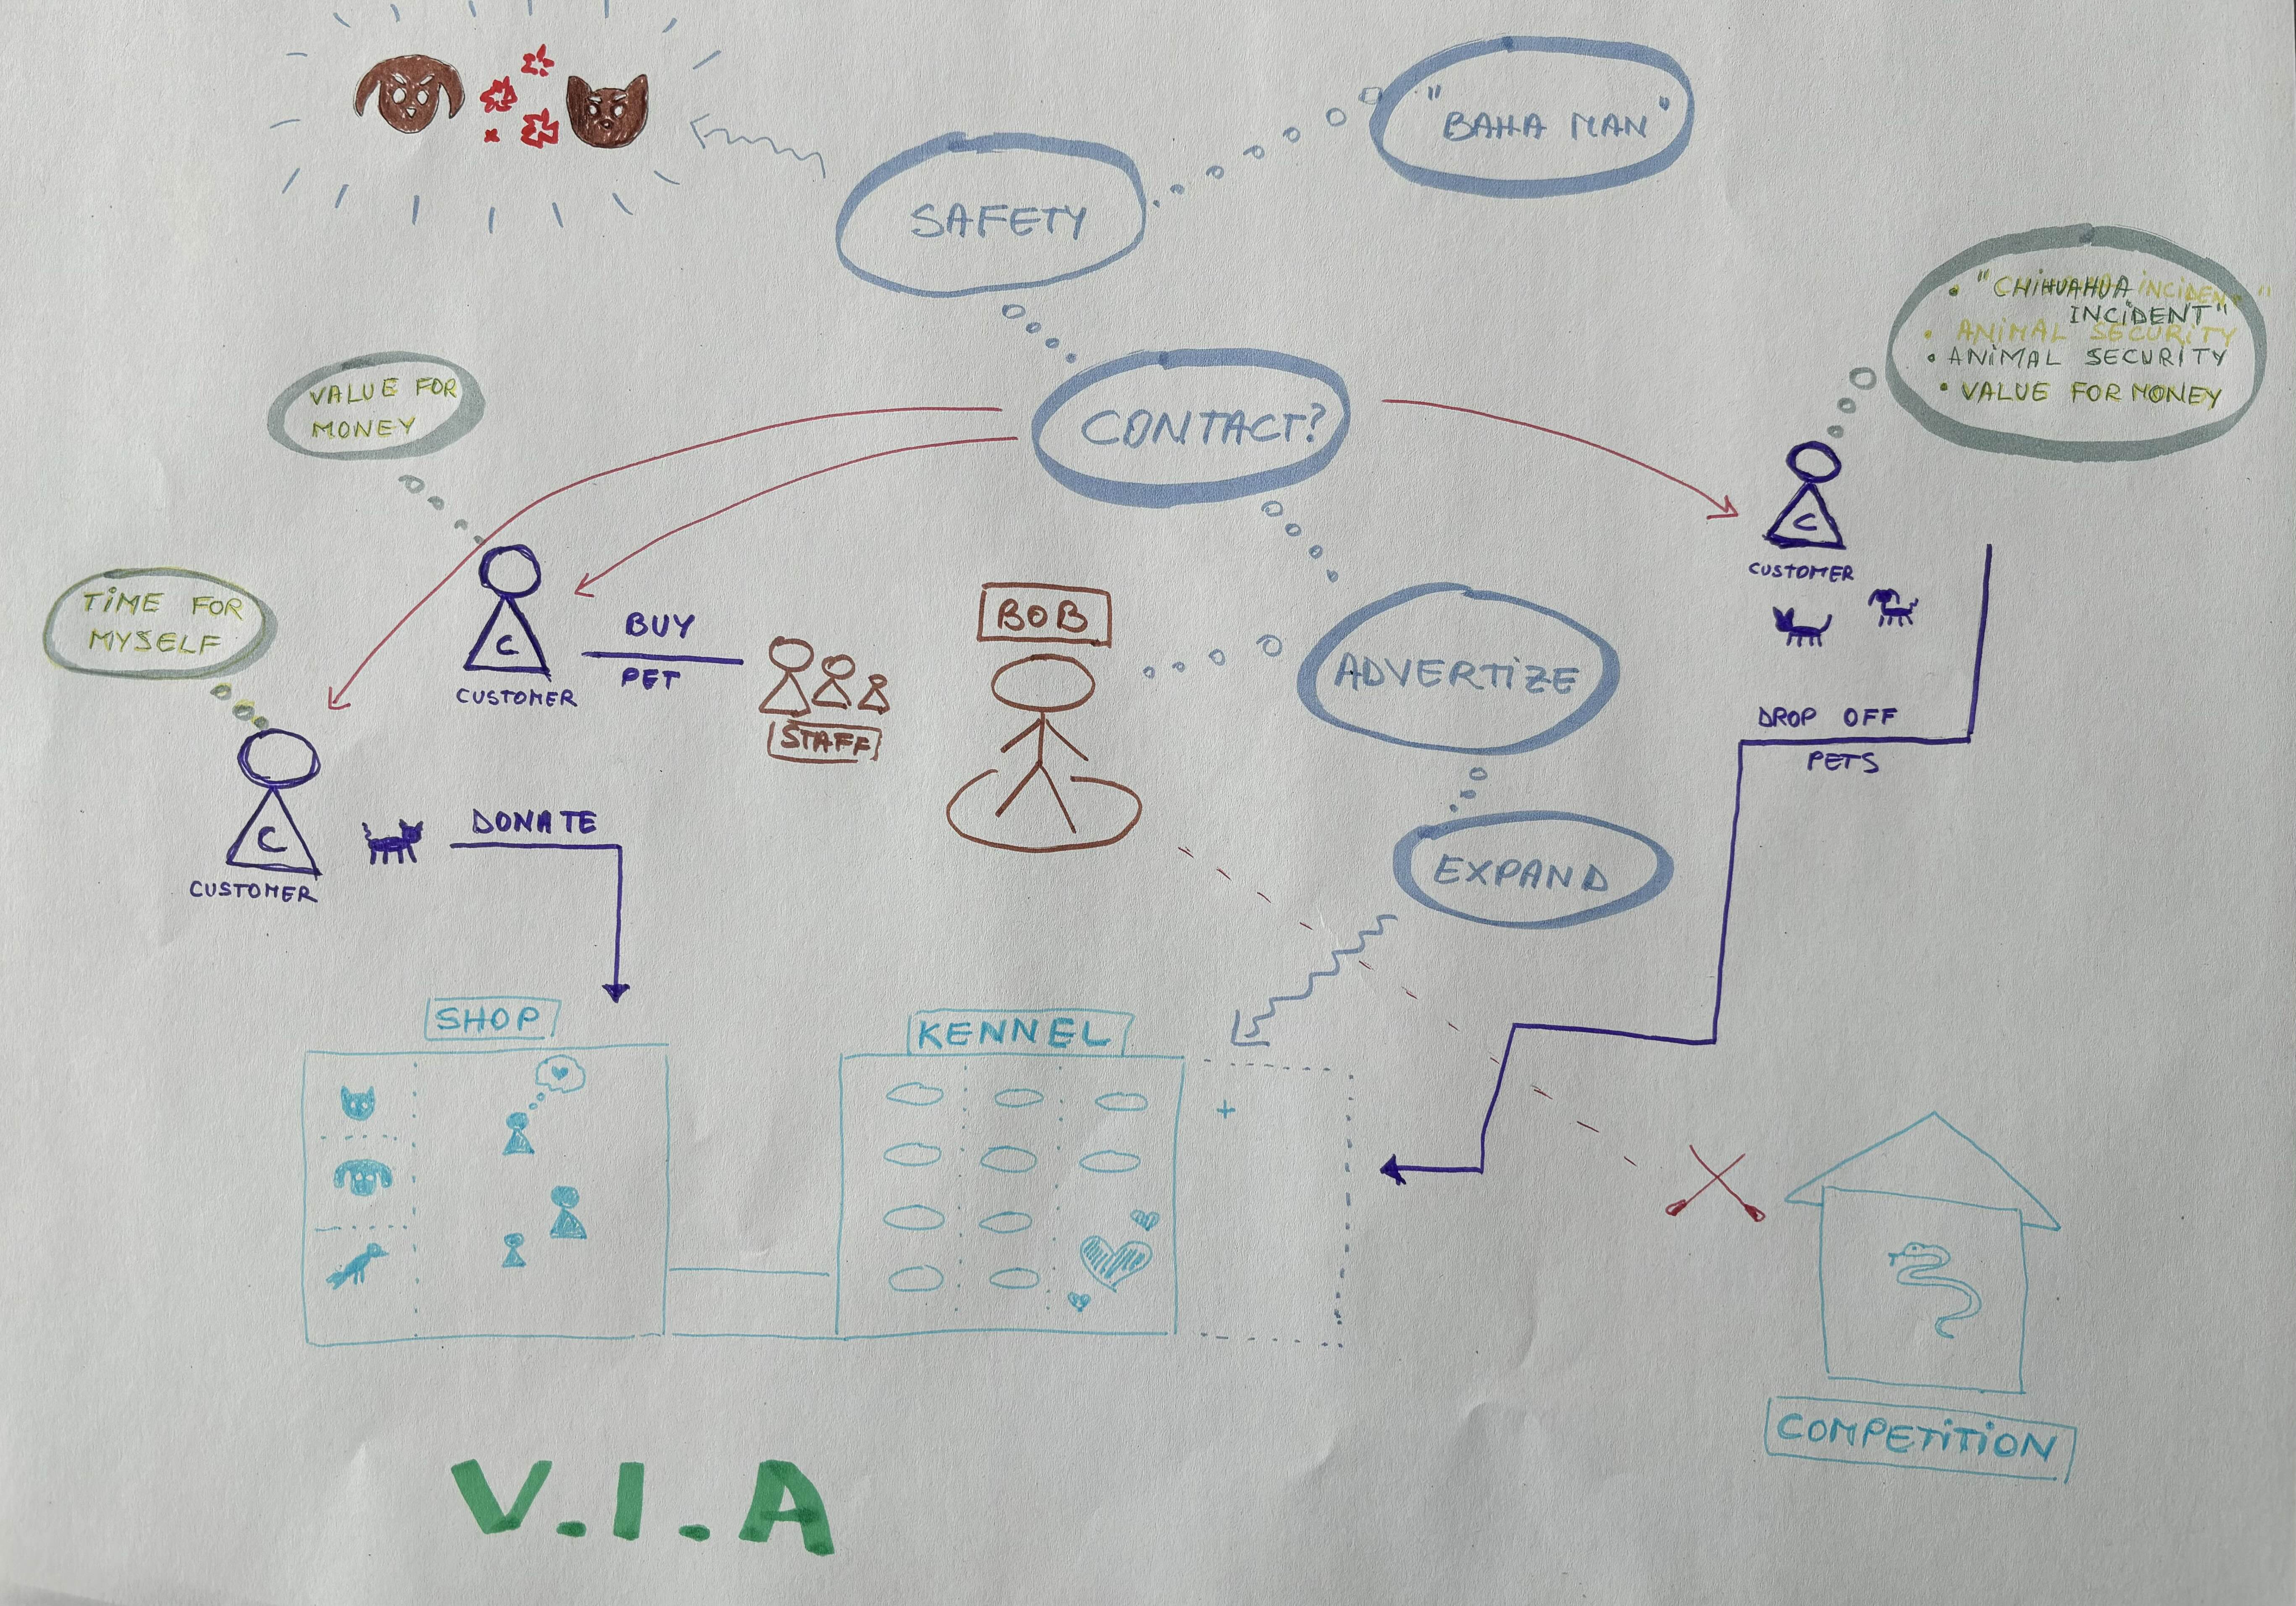 "BAHA MAN"
SAFETY
"CHIHUAHUA INCIDENT"
INCIDENT"
ANIMAL SECURITY
• ANIMAL SECURITY
• VALUE FOR MONEY
VALUE FOR
MONEY
CONTACT?
C
CUSTOMER
TIME FOR
MYSELF
C
CUSTOMER
BUY
PET
STAFF
BOB
ADVERTIZE
DROP OFF
PETS
C
CUSTOMER
DONATE
EXPAND
SHOP
KENNEL
+
COMPETITION
V.I.A